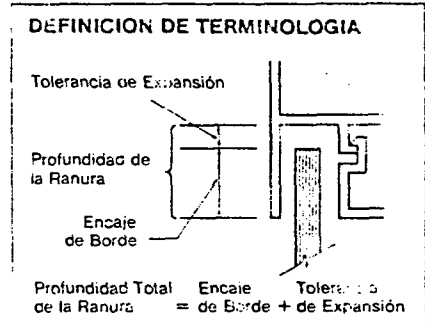 DEFINICION DE TERMINOLOGIA
Tolerancia de Expansión
Profundidad de
la Ranura
Encaje
de Borde
Profundidad Total Encaje Tolerancia
de la Ranura = de Borde + de Expansión